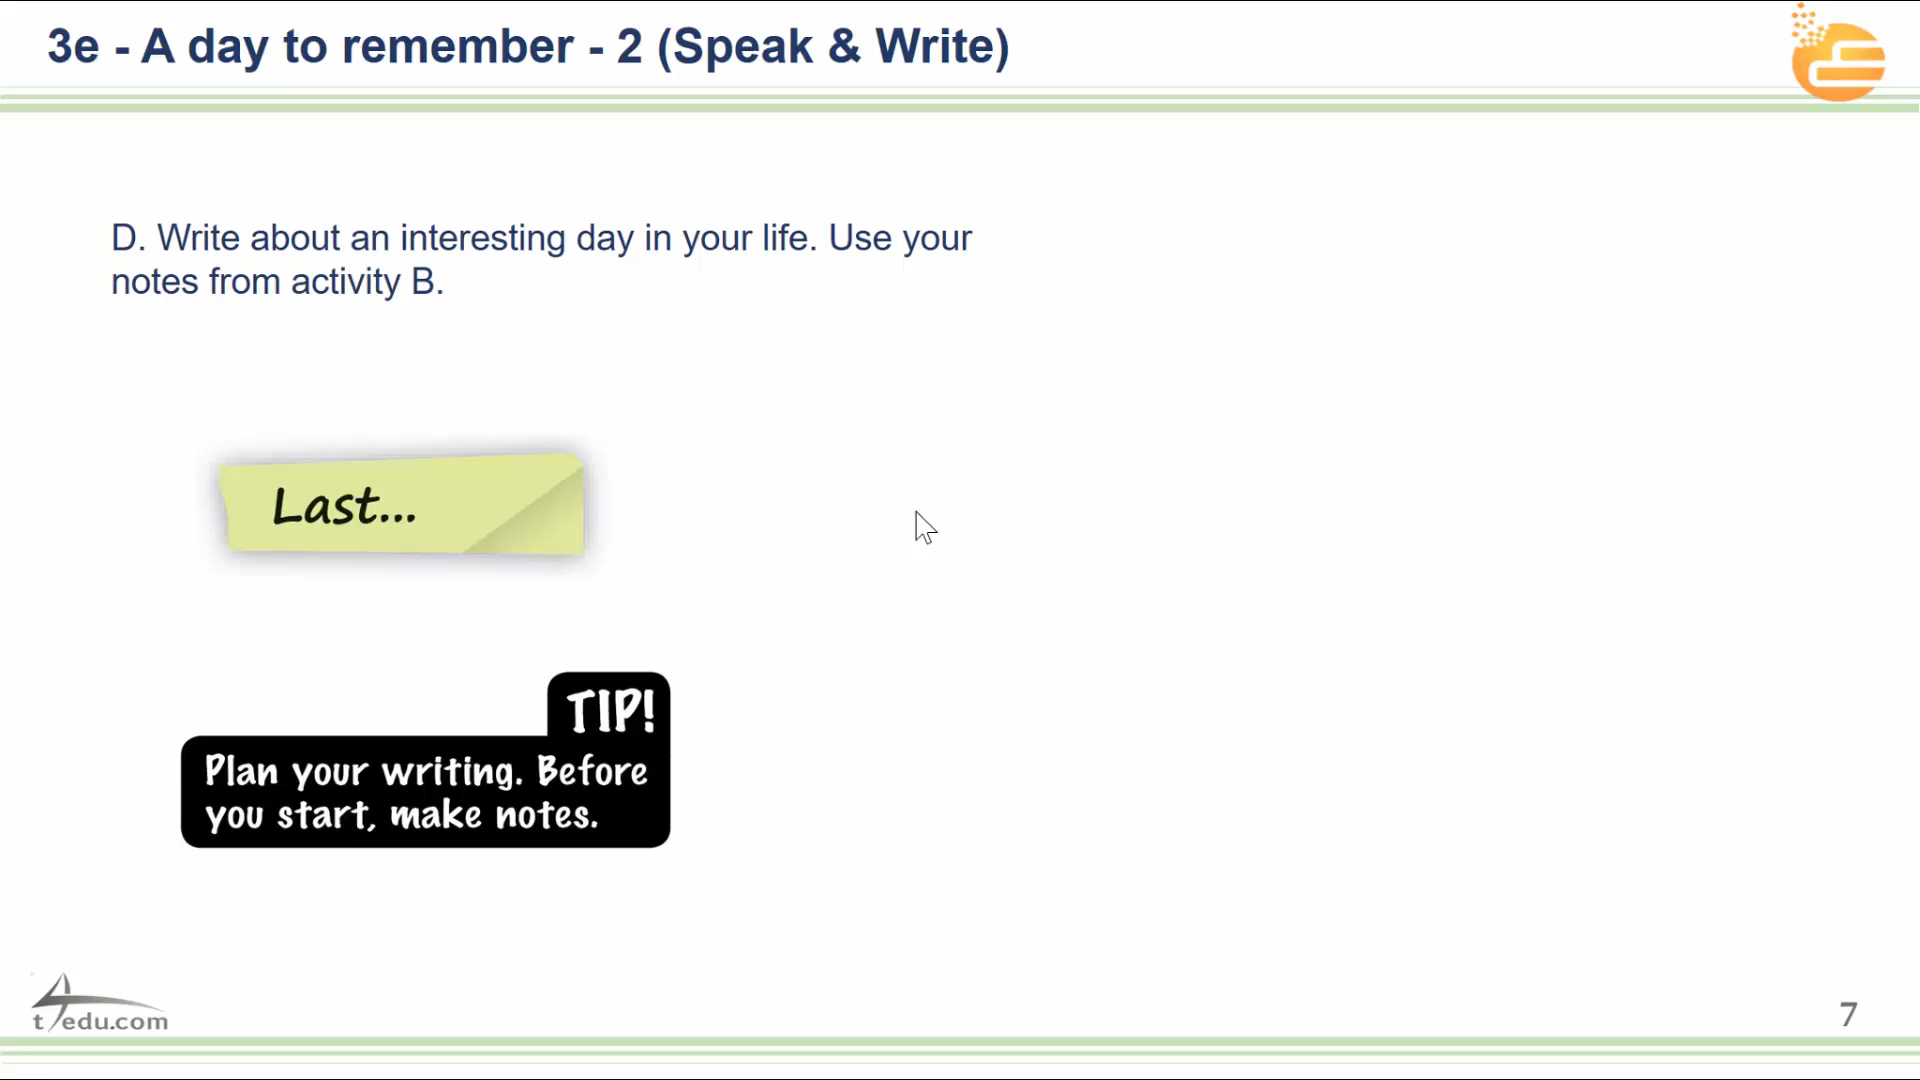 3e - A day to remember - 2 (Speak & Write)
D. Write about an interesting day in your life. Use your
notes from activity B.
Last...
TIP!
Plan your writing. Before
you start, make notes.
t4edu.com
7